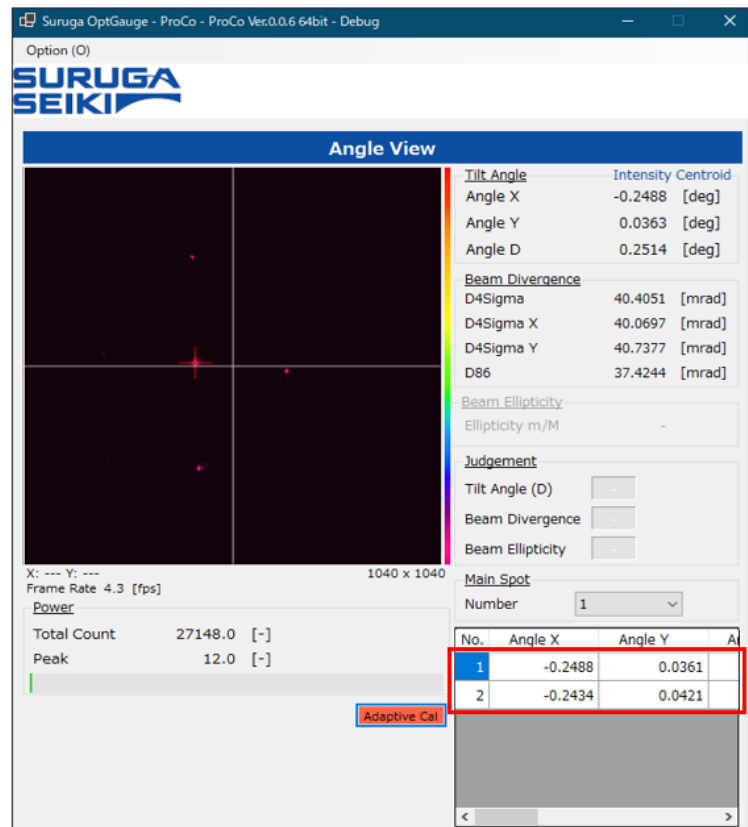 Suruga OptGauge - ProCo - ProCo Ver.0.0.6 64bit - Debug
Option (O)
SURUGA
SEIKI
Angle View
Tilt Angle Intensity Centroid
Angle X -0.2488 [deg]
Angle Y 0.0363 [deg]
Angle D 0.2514 [deg]
Beam Divergence
D4Sigma 40.4051 [mrad]
D4Sigma X 40.0697 [mrad]
D4Sigma Y 40.7377 [mrad]
D86 37.4244 [mrad]
Beam Ellipticity
Ellipticity m/M -
Judgement
Tilt Angle (D) -
Beam Divergence -
Beam Ellipticity -
X: --- Y: --- 1040 x 1040
Frame Rate 4.3 [fps]
Power
Total Count 27148.0 [-]
Peak 12.0 [-]
Adaptive Cal
Main Spot
Number 1
No. Angle X Angle Y
1 -0.2488 0.0361
2 -0.2434 0.0421